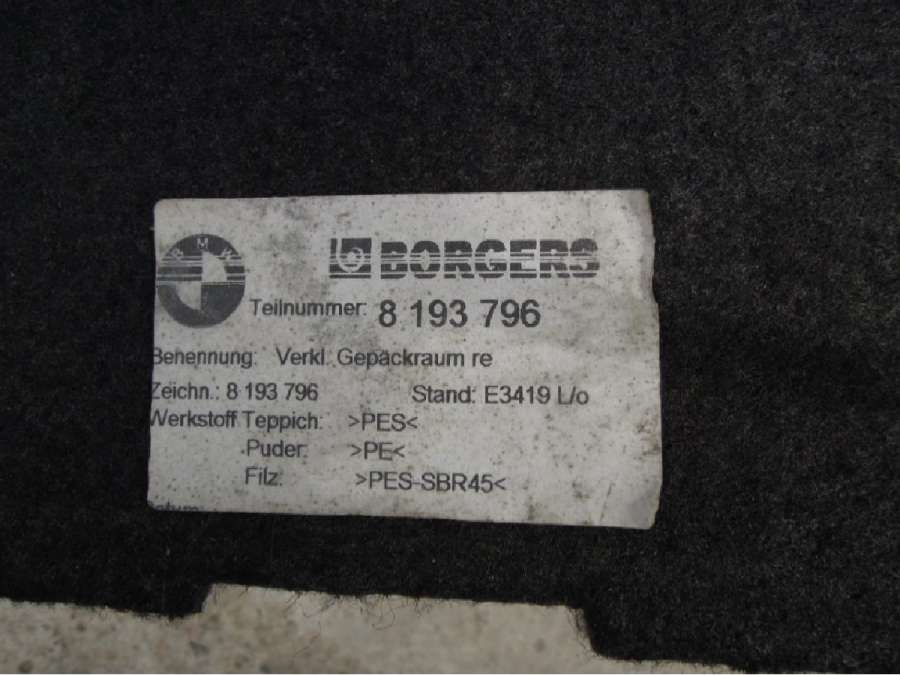 BMW
BORGERS
Teilnummer: 8 193 796
Benennung: Verkl. Gepäckraum re
Zeichn.: 8 193 796 Stand: E3419 L/o
Werkstoff Teppich: >PES<
Puder: >PE<
Filz: >PES-SBR45<